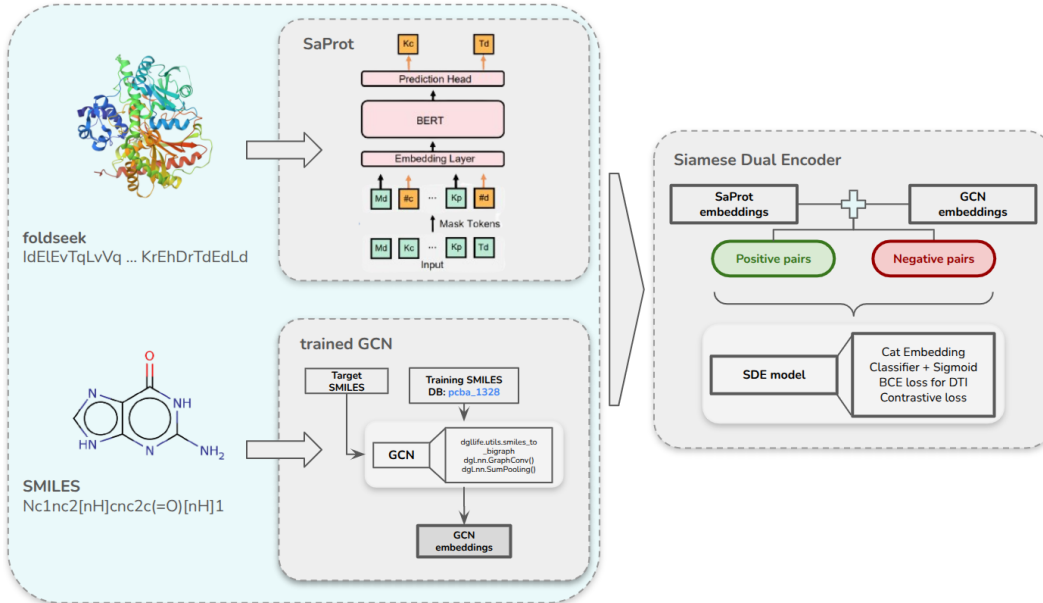 SaProt
Kc
Td
Prediction Head
BERT
Embedding Layer
Md
#c
...
Kp
#d
Mask Tokens
Md
Kc
...
Kp
Td
Input
foldseek
IdElEvTqLvVq ... KrEhDrTdEdLd
trained GCN
Target
SMILES
Training SMILES
DB: pcba_1328
GCN
dgllife.utils.smiles_to
_bigraph
dgl.nn.GraphConv()
dgl.nn.SumPooling()
GCN
embeddings
O
N
NH
NH
N
NH₂
SMILES
Nc1nc2[nH]cnc2c(=O)[nH]1
Siamese Dual Encoder
SaProt
embeddings
GCN
embeddings
Positive pairs
Negative pairs
SDE model
Cat Embedding
Classifier + Sigmoid
BCE loss for DTI
Contrastive loss